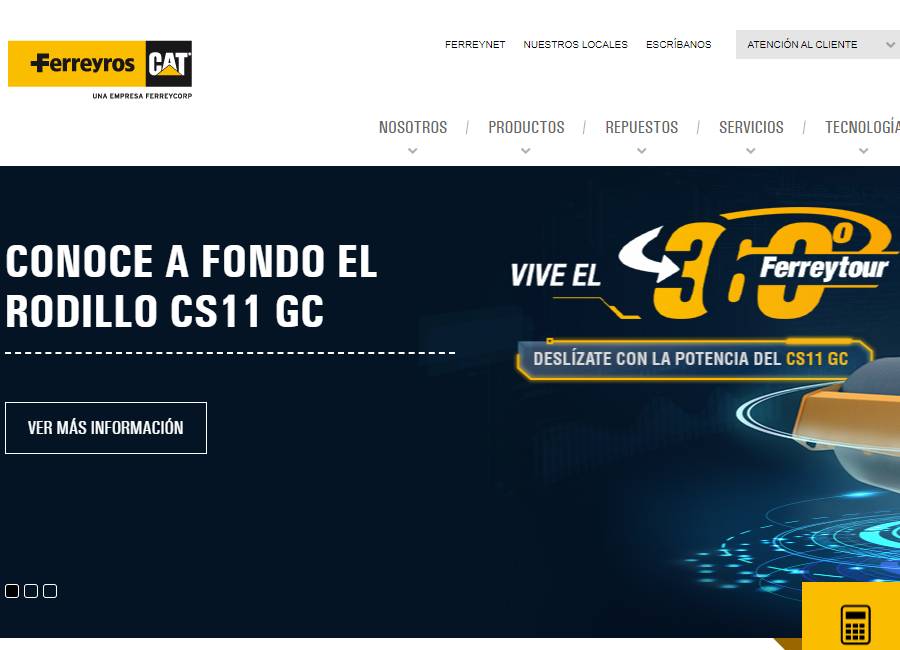 Ferreyros CAT
UNA EMPRESA FERREYCORP
FERREYNET NUESTROS LOCALES ESCRÍBANOS ATENCIÓN AL CLIENTE
NOSOTROS / PRODUCTOS / REPUESTOS / SERVICIOS / TECNOLOGÍA
CONOCE A FONDO EL
RODILLO CS11 GC
VER MÁS INFORMACIÓN
VIVE EL 360º
Ferreytour
DESLÍZATE CON LA POTENCIA DEL CS11 GC